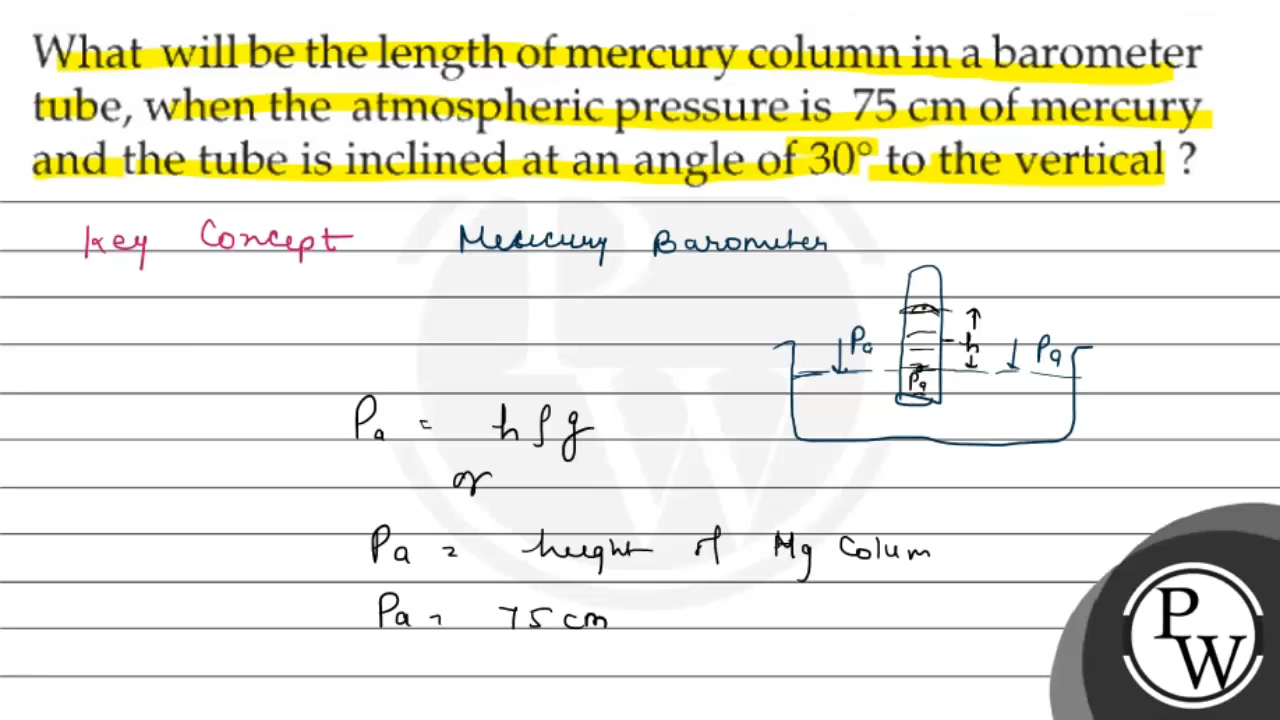 What will be the length of mercury column in a barometer
tube, when the atmospheric pressure is 75 cm of mercury
and the tube is inclined at an angle of 30° to the vertical ?
Key Concept Mercury Barometer
Pa h Pa
Pa
Pa = hρg
or
Pa = height of Hg Colum
Pa = 75 cm
P
W